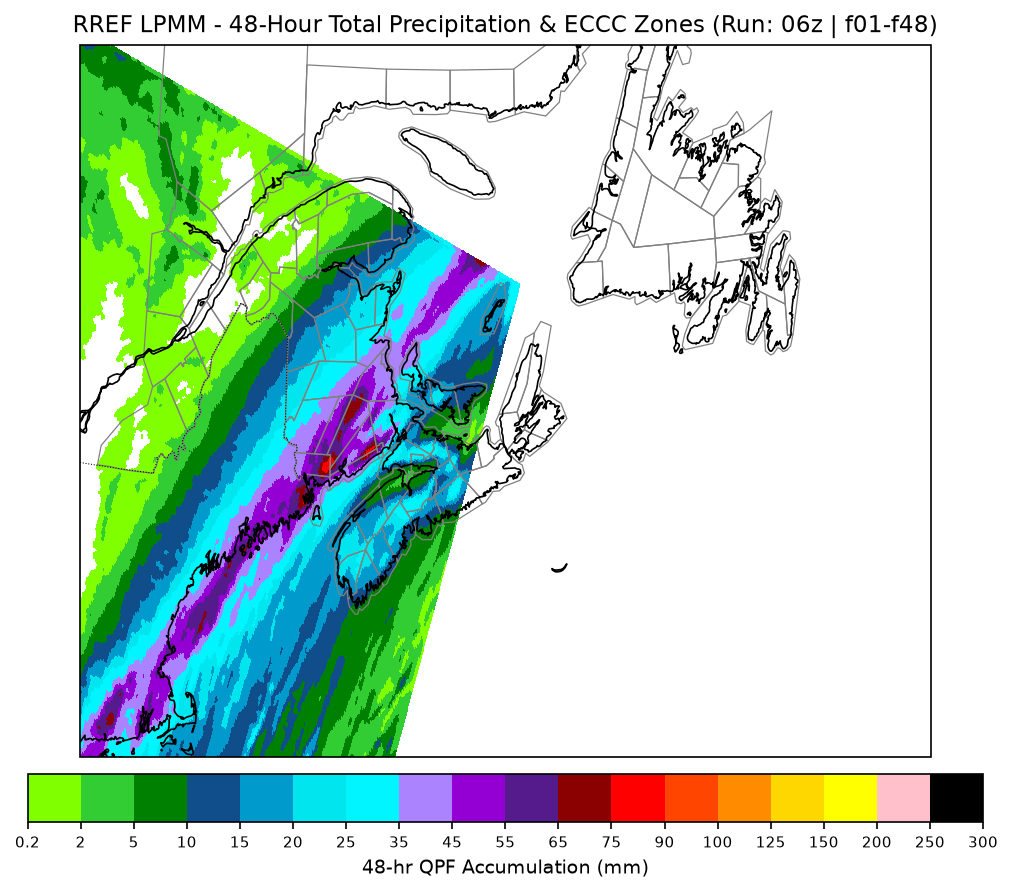 RREF LPMM - 48-Hour Total Precipitation & ECCC Zones (Run: 06z | f01-f48)
0.2 2 5 10 15 20 25 35 45 55 65 75 90 100 125 150 200 250 300
48-hr QPF Accumulation (mm)